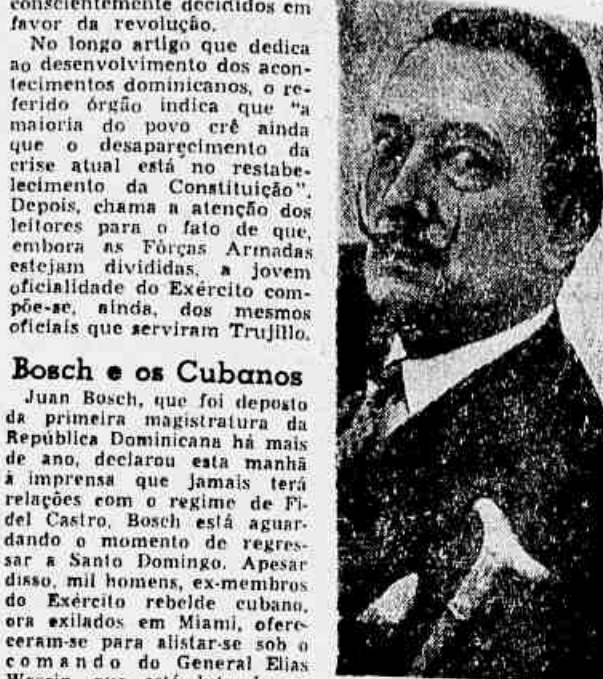 conscientemente decididos em
favor da revolução.
No longo artigo que dedica
ao desenvolvimento dos acon-
tecimentos dominicanos, o re-
ferido órgão indica que "a
maioria do povo crê ainda
que o desaparecimento da
crise atual está no restabe-
lecimento da Constituição".
Depois, chama a atenção dos
leitores para o fato de que,
embora as Fôrças Armadas
estejam divididas, a jovem
oficialidade do Exército com-
põe-se, ainda, dos mesmos
oficiais que serviram Trujillo.
Bosch e os Cubanos
Juan Bosch, que foi deposto
da primeira magistratura da
República Dominicana há mais
de ano, declarou esta manhã
à imprensa que jamais terá
relações com o regime de Fi-
del Castro, Bosch está aguar-
dando o momento de regres-
sar a Santo Domingo. Apesar
disso, mil homens, ex-membros
do Exército rebelde cubano,
ora exilados em Miami, ofere-
ceram-se para alistar-se sob o
comando do General Elias